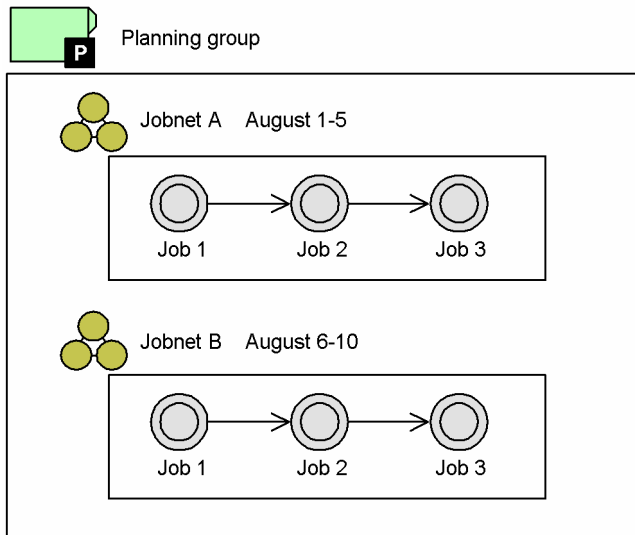 P
Planning group
Jobnet A August 1-5
Job 1 Job 2 Job 3
Jobnet B August 6-10
Job 1 Job 2 Job 3